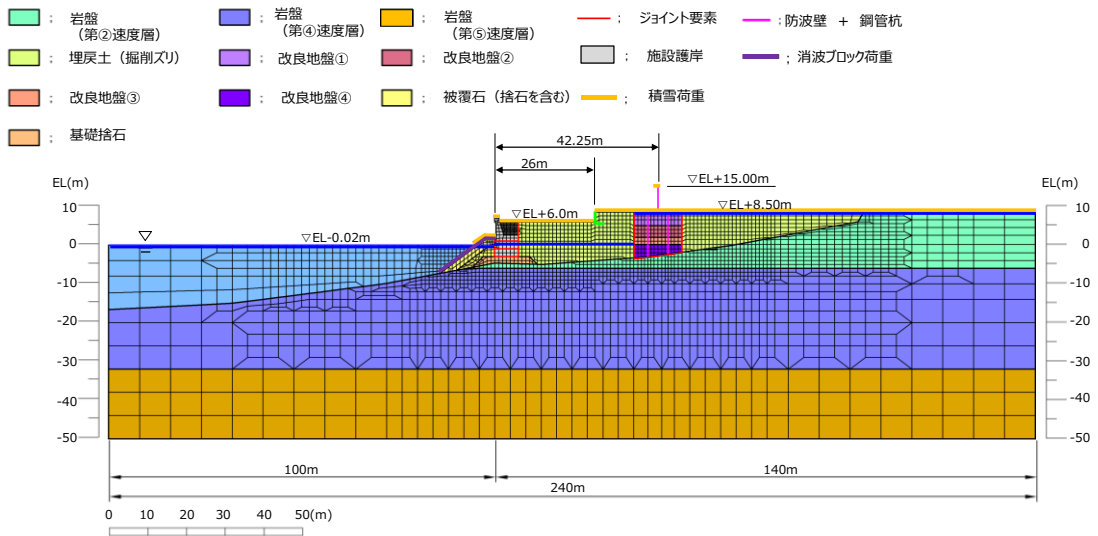 ; 岩盤
(第②速度層)
; 岩盤
(第④速度層)
; 岩盤
(第⑤速度層)
; ジョイント要素
; 防波壁 + 鋼管杭
; 埋戻土（掘削ズリ）
; 改良地盤①
; 改良地盤②
; 施設護岸
; 消波ブロック荷重
; 改良地盤③
; 改良地盤④
; 被覆石（捨石を含む）
; 積雪荷重
; 基礎捨石
42.25m
26m
EL(m)
EL(m)
▽EL+15.00m
▽EL+8.50m
▽EL+6.0m
▽EL-0.02m
10
0
-10
-20
-30
-40
-50
10
0
-10
-20
-30
-40
-50
100m
140m
240m
0 10 20 30 40 50(m)